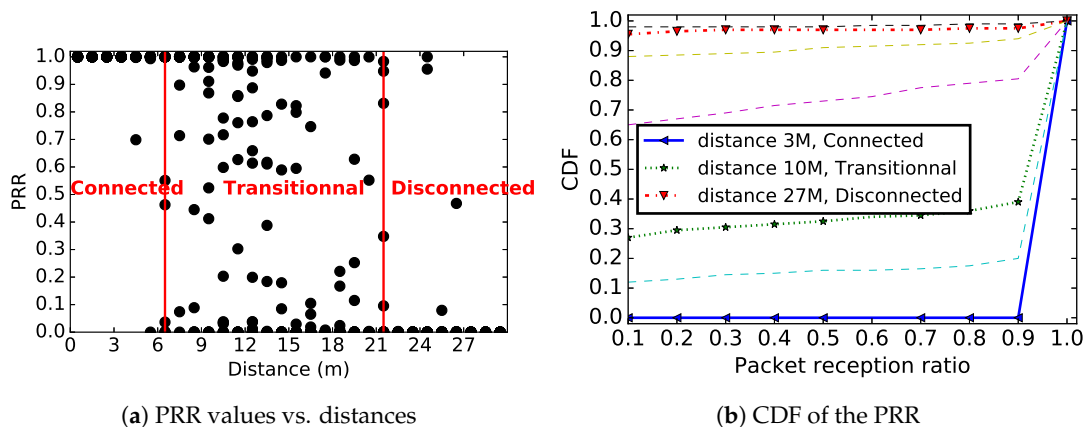 1.0
0.9
0.8
0.7
0.6
0.5
0.4
0.3
0.2
0.1
0.0
PRR
Connected
Transitionnal
Disconnected
0 3 6 9 12 15 18 21 24 27
Distance (m)
(a) PRR values vs. distances
1.0
0.9
0.8
0.7
0.6
0.5
0.4
0.3
0.2
0.1
0.0
CDF
distance 3M, Connected
distance 10M, Transitionnal
distance 27M, Disconnected
0.1 0.2 0.3 0.4 0.5 0.6 0.7 0.8 0.9 1.0
Packet reception ratio
(b) CDF of the PRR